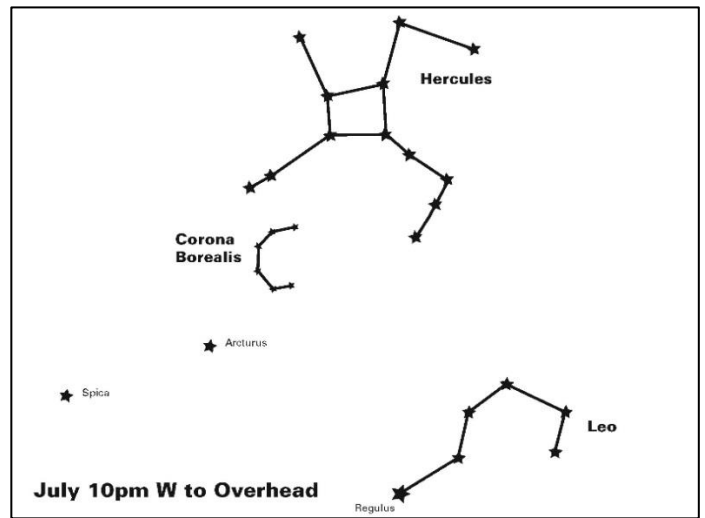 Hercules
Corona
Borealis
Arcturus
Spica
Leo
July 10pm W to Overhead
Regulus